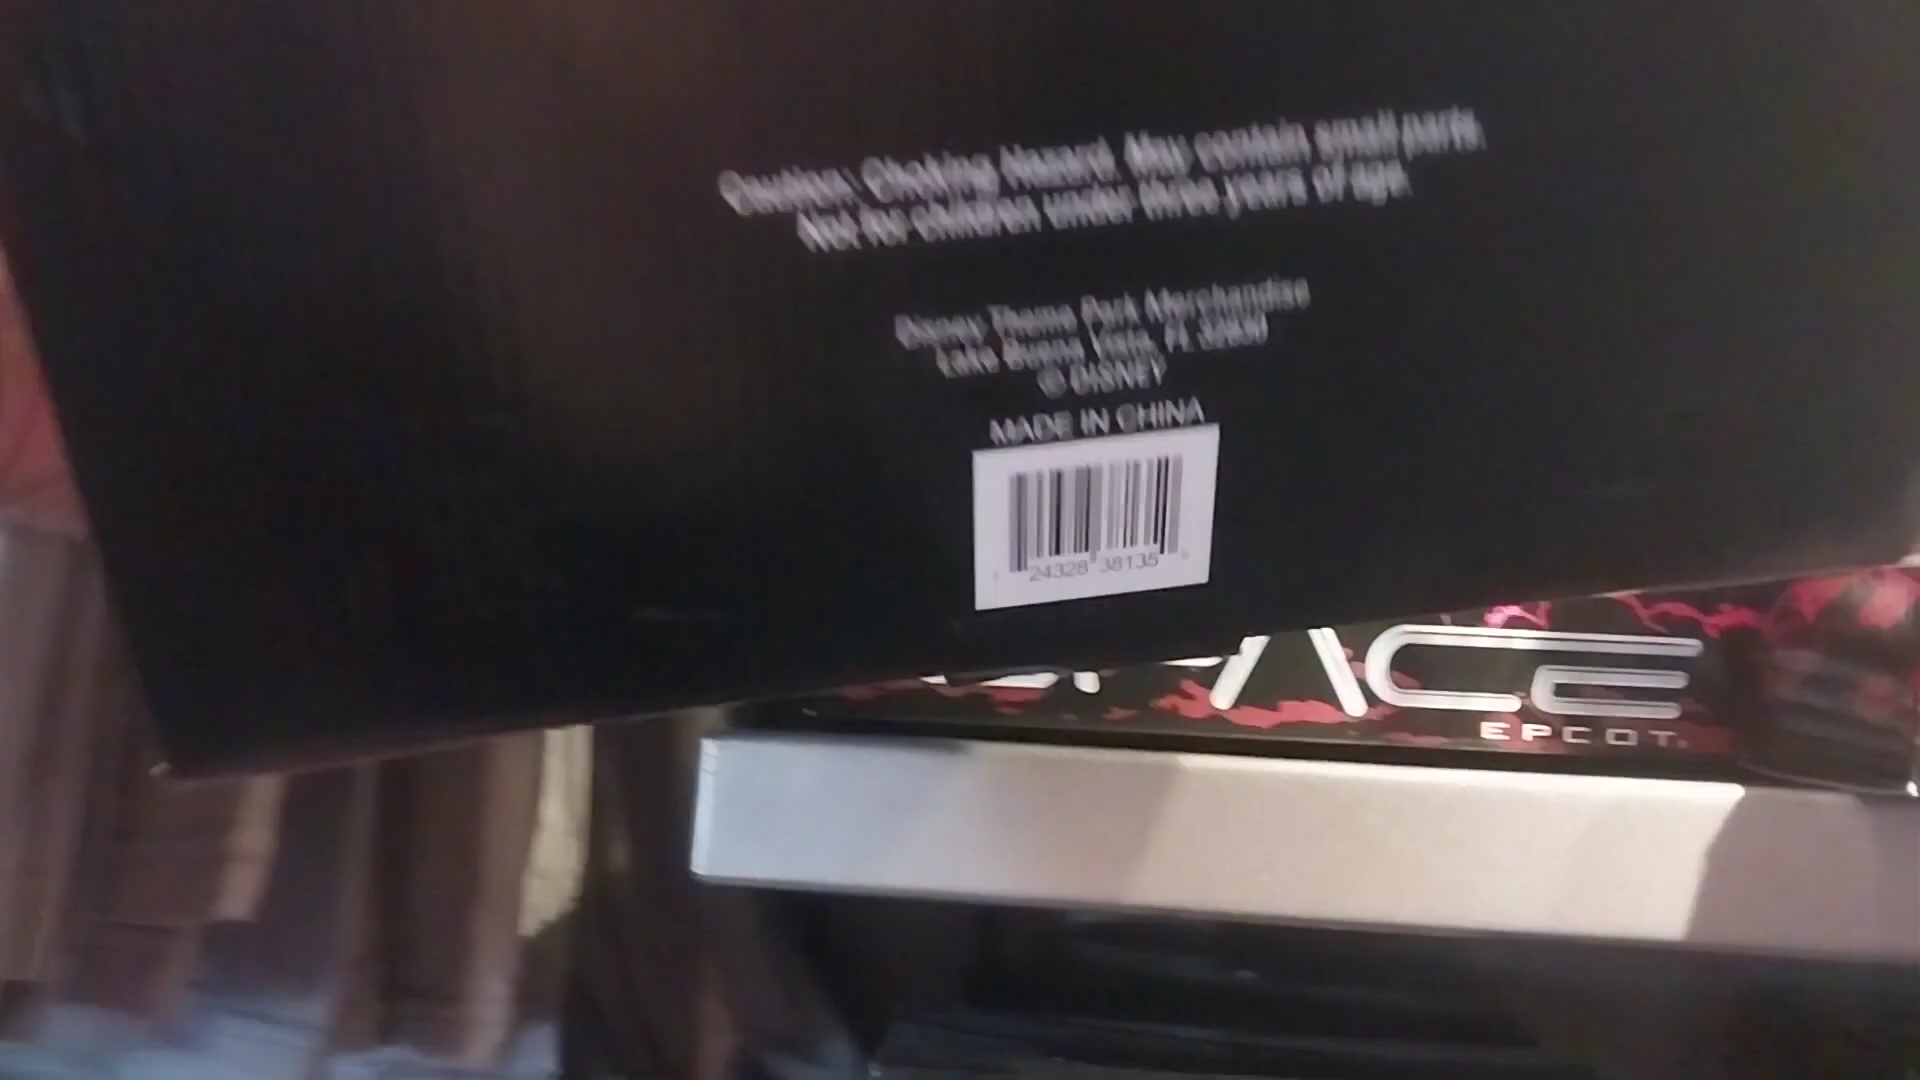 Caution: Choking Hazard. May contain small parts.
Not for children under three years of age.
Disney Theme Park Merchandise
Lake Buena Vista, FL 32830
© DISNEY
MADE IN CHINA
24328 38135
SPACE
EPCOT